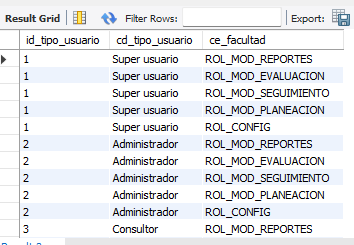 Result Grid Filter Rows: Export:
id_tipo_usuario cd_tipo_usuario ce_facultad
1 Super usuario ROL_MOD_REPORTES
1 Super usuario ROL_MOD_EVALUACION
1 Super usuario ROL_MOD_SEGUIMIENTO
1 Super usuario ROL_MOD_PLANEACION
1 Super usuario ROL_CONFIG
2 Administrador ROL_MOD_REPORTES
2 Administrador ROL_MOD_EVALUACION
2 Administrador ROL_MOD_SEGUIMIENTO
2 Administrador ROL_MOD_PLANEACION
2 Administrador ROL_CONFIG
3 Consultor ROL_MOD_REPORTES